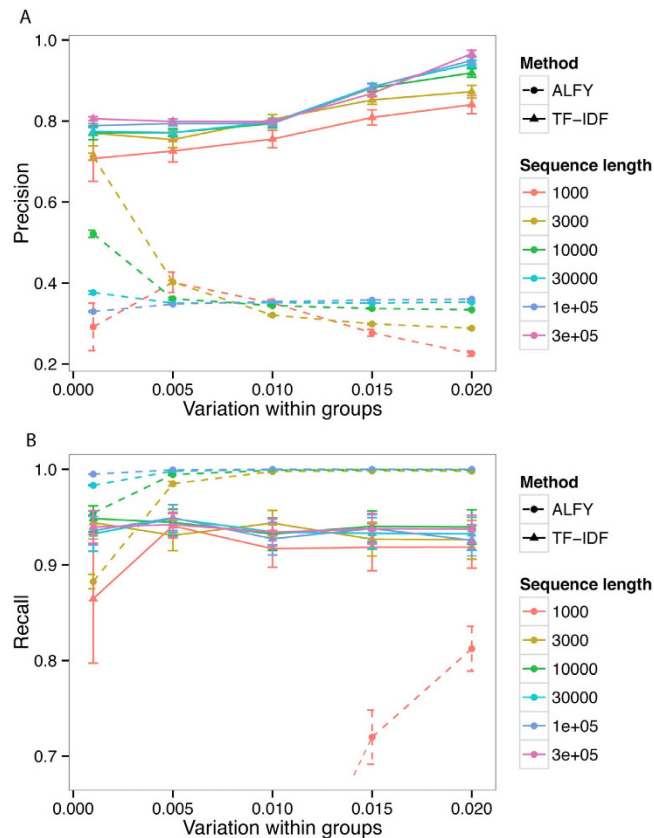 A
1.0
0.8
0.6
0.4
0.2
Precision
0.000
0.005
0.010
0.015
0.020
Variation within groups
Method
ALFY
TF-IDF
Sequence length
1000
3000
10000
30000
1e+05
3e+05
B
1.0
0.9
0.8
0.7
Recall
0.000
0.005
0.010
0.015
0.020
Variation within groups
Method
ALFY
TF-IDF
Sequence length
1000
3000
10000
30000
1e+05
3e+05